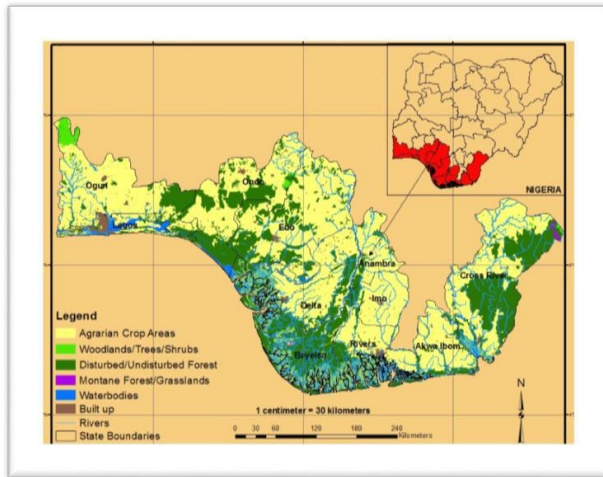 NIGERIA
Ogun
Ondo
Lagos
Edo
Anambra
Cross River
Delta
Imo
Rivers
Akwa Ibom
Bayelsa
Legend
Agrarian Crop Areas
Woodlands/Trees/Shrubs
Disturbed/Undisturbed Forest
Montane Forest/Grasslands
Waterbodies
Built up
Rivers
State Boundaries
1 centimeter = 30 kilometers
0 30 60 120 180 240
Kilometers
N